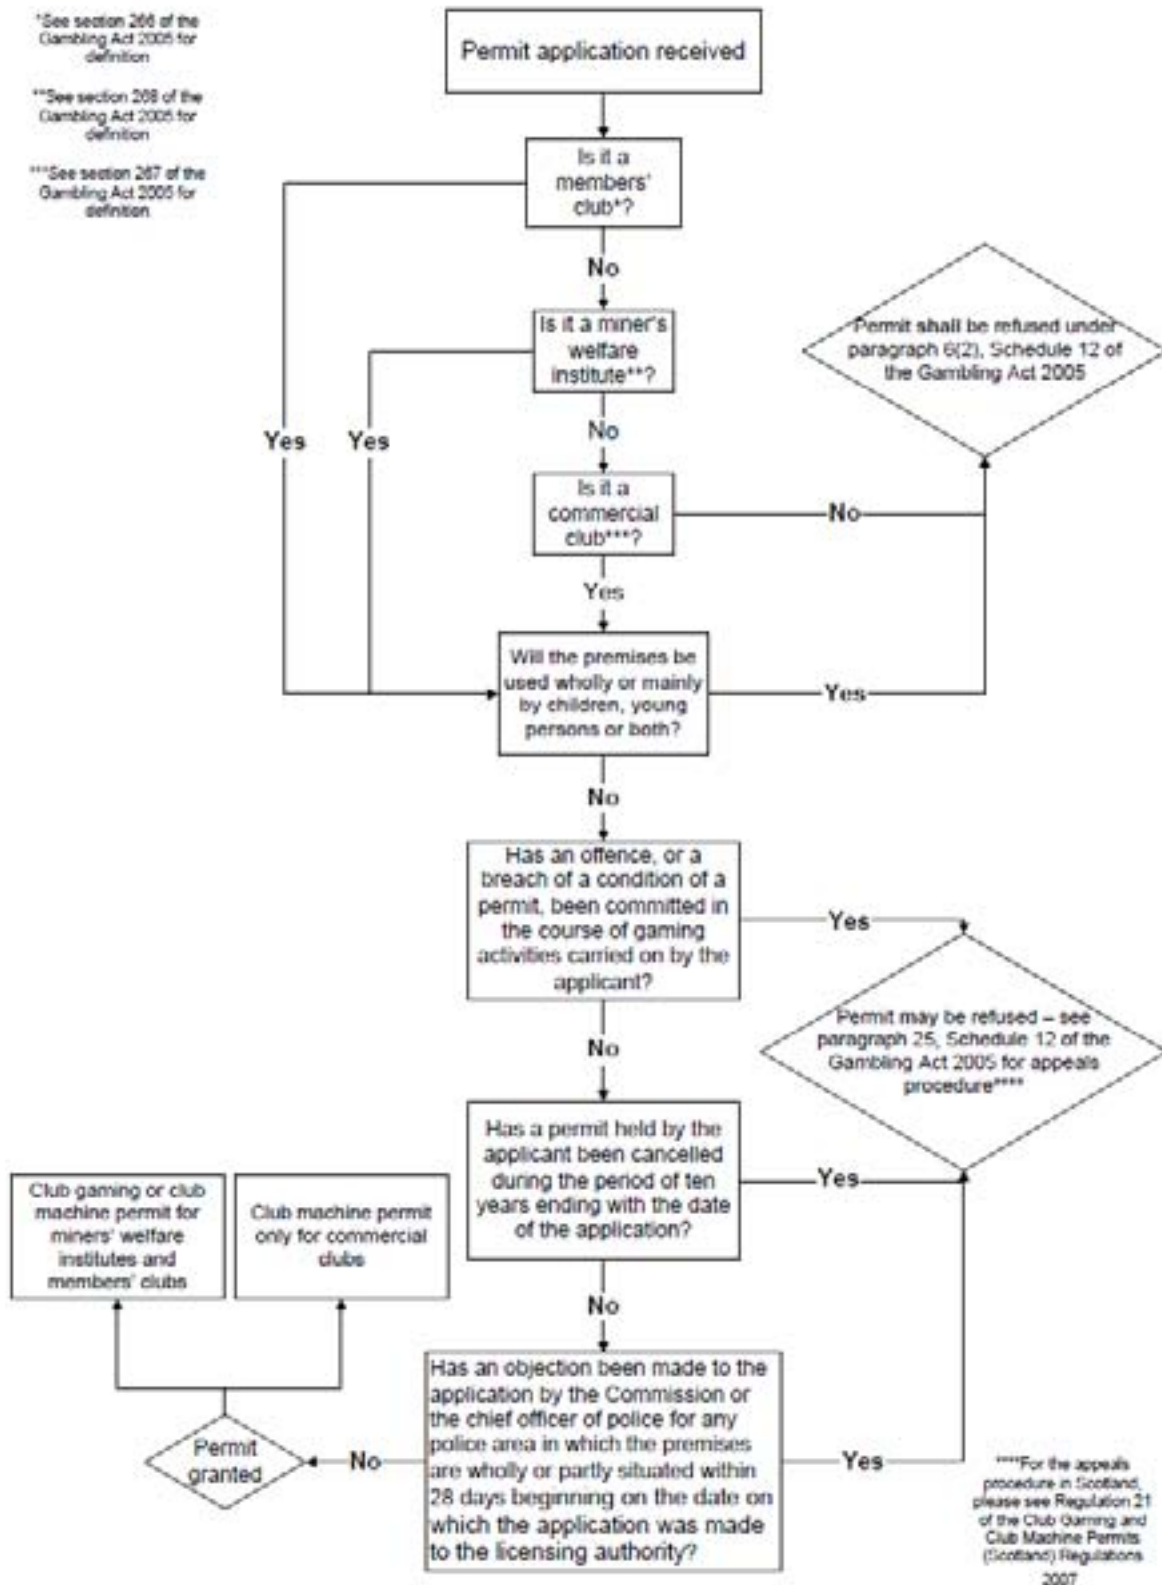 *See section 266 of the
Gambling Act 2005 for
definition
**See section 268 of the
Gambling Act 2005 for
definition
***See section 267 of the
Gambling Act 2005 for
definition
Permit application received
Is it a
members'
club*?
No
Yes
Is it a miner's
welfare
institute**?
Yes
No
Is it a
commercial
club***?
No
Permit shall be refused under
paragraph 6(2), Schedule 12 of
the Gambling Act 2005
Yes
Will the premises be
used wholly or mainly
by children, young
persons or both?
Yes
No
Has an offence, or a
breach of a condition of a
permit, been committed in
the course of gaming
activities carried on by the
applicant?
Yes
Permit may be refused – see
paragraph 25, Schedule 12 of the
Gambling Act 2005 for appeals
procedure****
No
Has a permit held by the
applicant been cancelled
during the period of ten
years ending with the date
of the application?
Yes
No
Has an objection been made to the
application by the Commission or
the chief officer of police for any
police area in which the premises
are wholly or partly situated within
28 days beginning on the date on
which the application was made
to the licensing authority?
Yes
No
Permit
granted
Club gaming or club
machine permit for
miners' welfare
institutes and
members' clubs
Club machine permit
only for commercial
clubs
****For the appeals
procedure in Scotland,
please see Regulation 21
of the Club Gaming and
Club Machine Permits
(Scotland) Regulations
2007